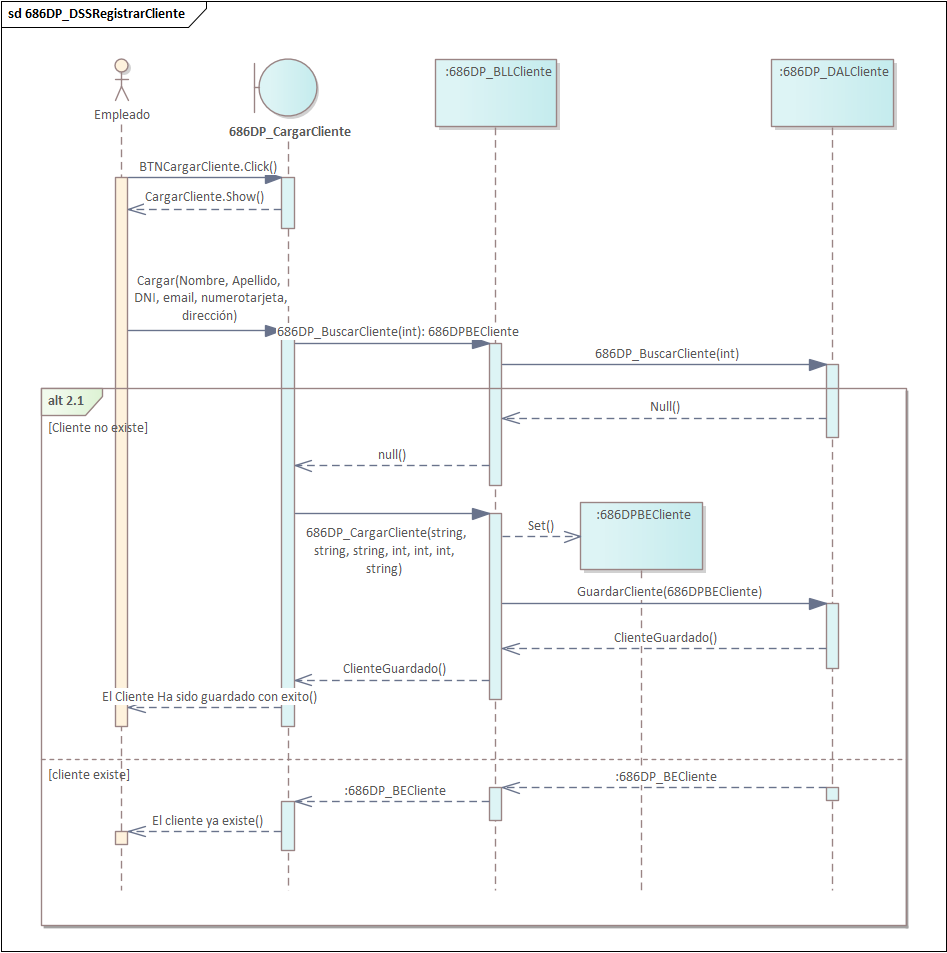 sd 686DP_DSSRegistrarCliente
Empleado
686DP_CargarCliente
:686DP_BLLCliente
:686DP_DALCliente
BTNCargarCliente.Click()
CargarCliente.Show()
Cargar(Nombre, Apellido,
DNI, email, numerotarjeta,
dirección)
686DP_BuscarCliente(int): 686DPBECliente
686DP_BuscarCliente(int)
alt 2.1
[Cliente no existe]
Null()
null()
686DP_CargarCliente(string,
string, string, int, int, int,
string)
Set()
:686DPBECliente
GuardarCliente(686DPBECliente)
ClienteGuardado()
ClienteGuardado()
El Cliente Ha sido guardado con exito()
[cliente existe]
:686DP_BECliente
:686DP_BECliente
El cliente ya existe()